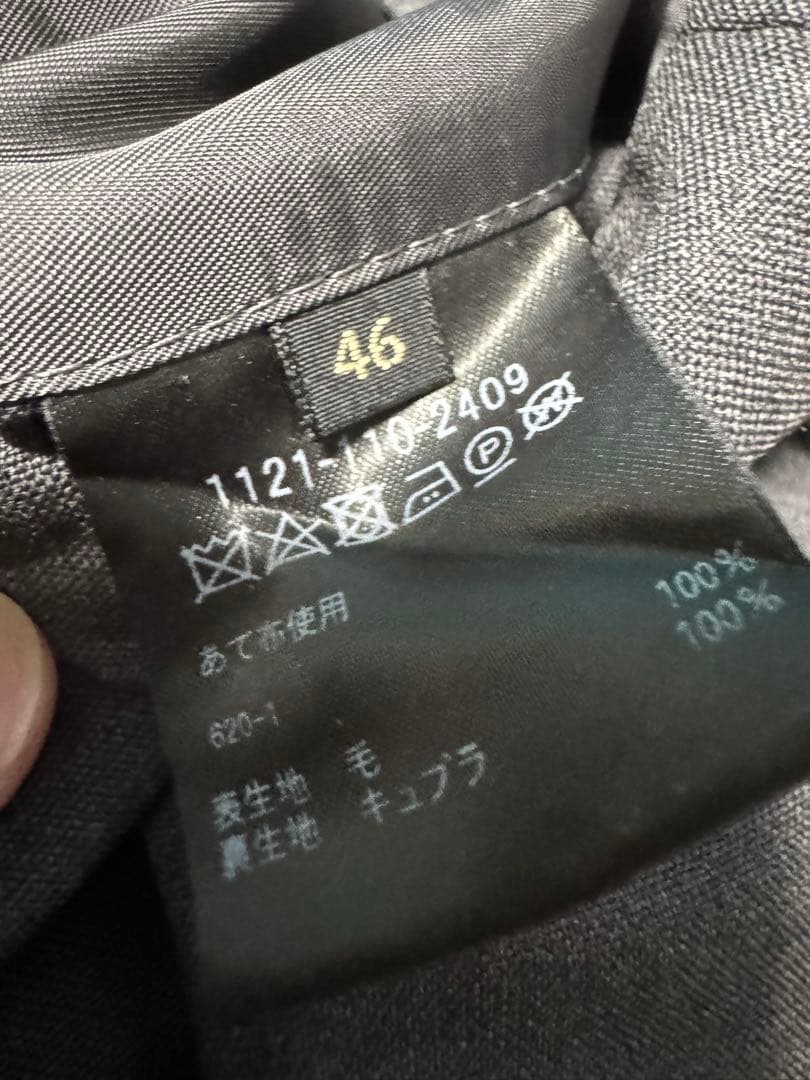 46
1121-110-2409
P
W
あて布使用
620-1
表生地 毛 100%
裏生地 キュプラ 100%